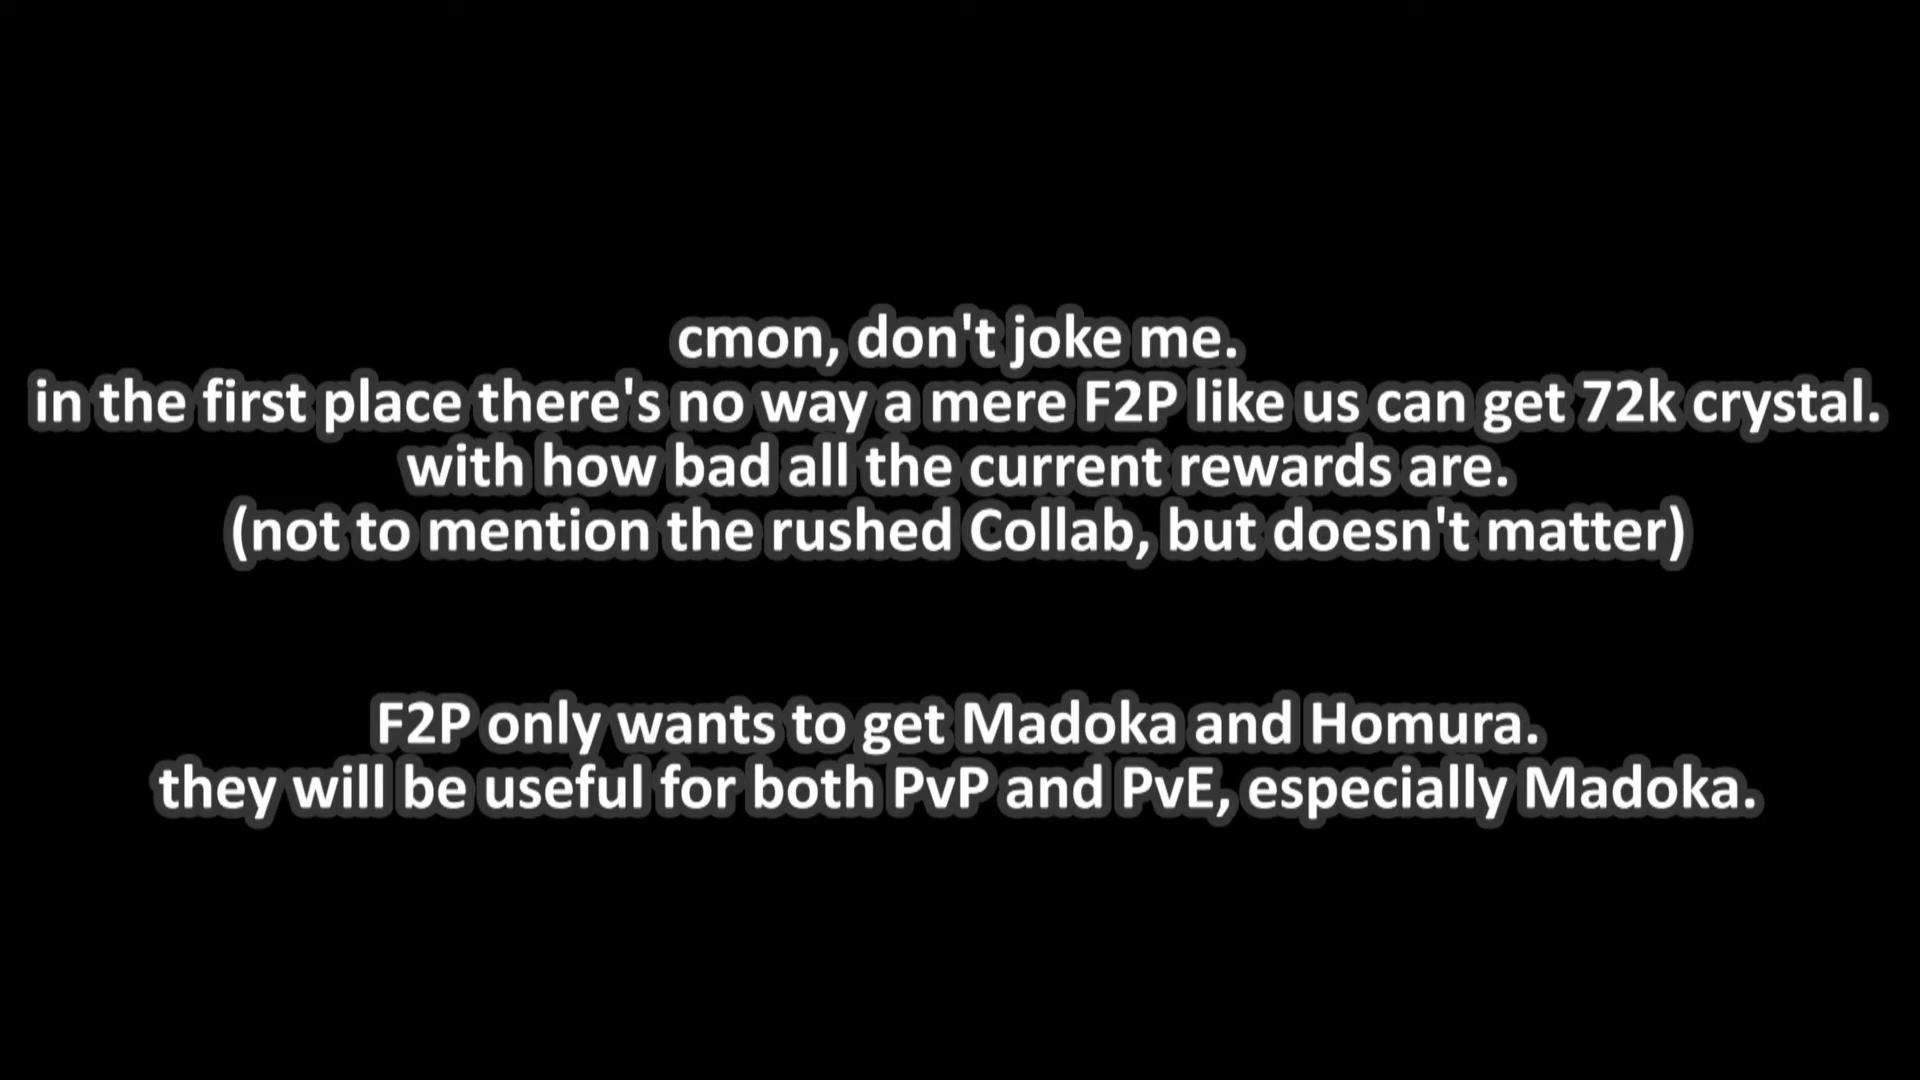 cmon, don't joke me.
in the first place there's no way a mere F2P like us can get 72k crystal.
with how bad all the current rewards are.
(not to mention the rushed Collab, but doesn't matter)
F2P only wants to get Madoka and Homura.
they will be useful for both PvP and PvE, especially Madoka.